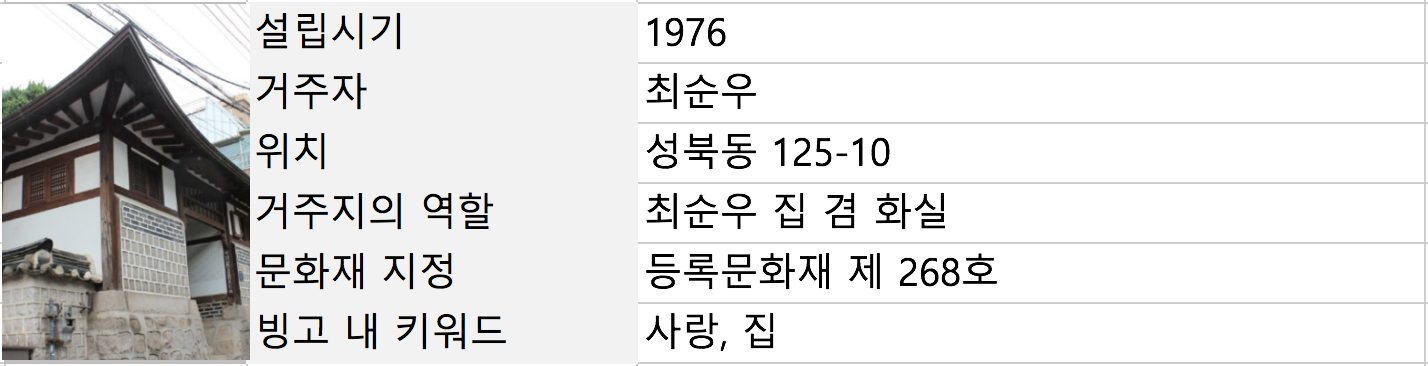 설립시기 1976
거주자 최순우
위치 성북동 125-10
거주지의 역할 최순우 집 겸 화실
문화재 지정 등록문화재 제 268호
빙고 내 키워드 사랑, 집